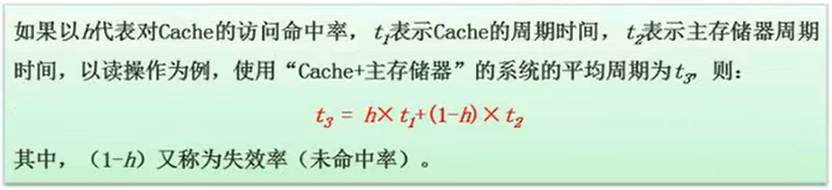 如果以h代表对Cache的访问命中率，t₁表示Cache的周期时间，t₂表示主存储器周期
时间，以读操作为例，使用“Cache+主存储器”的系统的平均周期为t₃，则：
t₃ = h×t₁+(1-h)×t₂
其中，（1-h）又称为失效率（未命中率）。